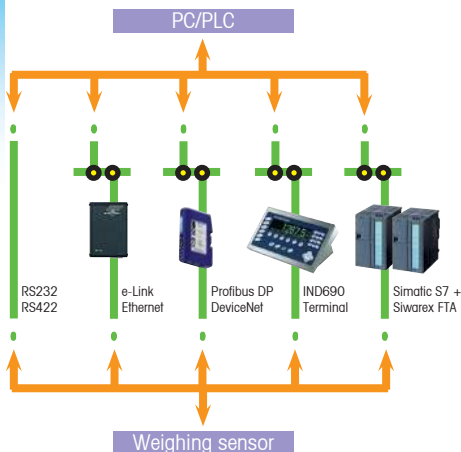 PC/PLC
RS232
RS422
e-Link
Ethernet
Profibus DP
DeviceNet
IND690
Terminal
Simatic S7 +
Siwarex FTA
Weighing sensor